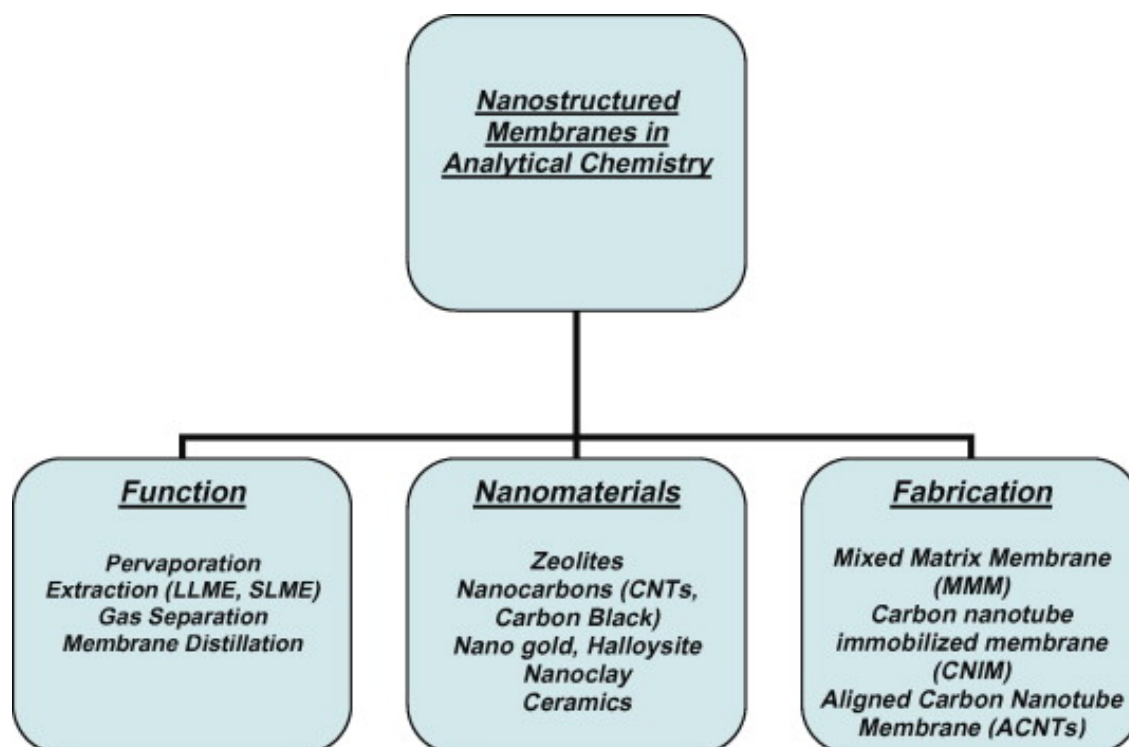 Nanostructured
Membranes in
Analytical Chemistry
Function
Pervaporation
Extraction (LLME, SLME)
Gas Separation
Membrane Distillation
Nanomaterials
Zeolites
Nanocarbons (CNTs,
Carbon Black)
Nano gold, Halloysite
Nanoclay
Ceramics
Fabrication
Mixed Matrix Membrane
(MMM)
Carbon nanotube
immobilized membrane
(CNIM)
Aligned Carbon Nanotube
Membrane (ACNTs)